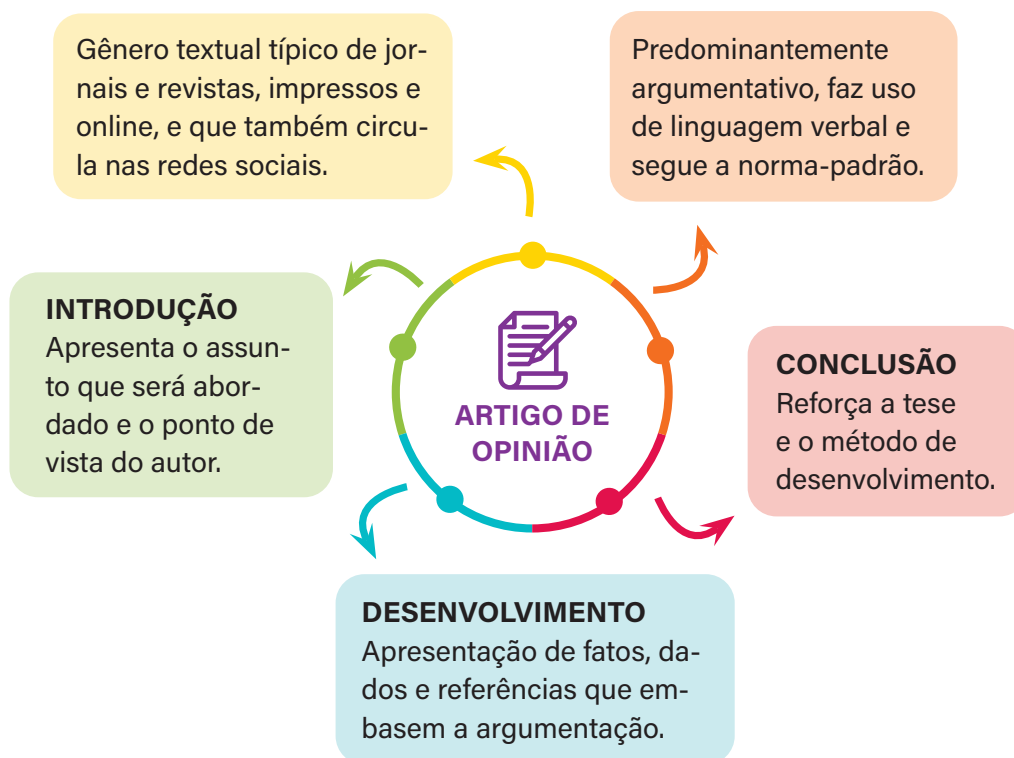 Gênero textual típico de jor-
nais e revistas, impressos e
online, e que também circu-
la nas redes sociais.
Predominantemente
argumentativo, faz uso
de linguagem verbal e
segue a norma-padrão.
INTRODUÇÃO
Apresenta o assun-
to que será abor-
dado e o ponto de
vista do autor.
ARTIGO DE
OPINIÃO
CONCLUSÃO
Reforça a tese
e o método de
desenvolvimento.
DESENVOLVIMENTO
Apresentação de fatos, da-
dos e referências que em-
basem a argumentação.